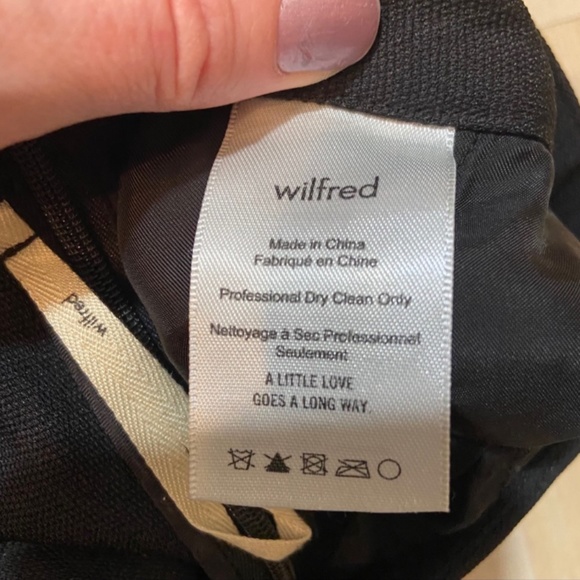 wilfred
Made in China
Fabriqué en Chine
Professional Dry Clean Only
Nettoyage à Sec Professionnel
Seulement
A LITTLE LOVE
GOES A LONG WAY
wilfred